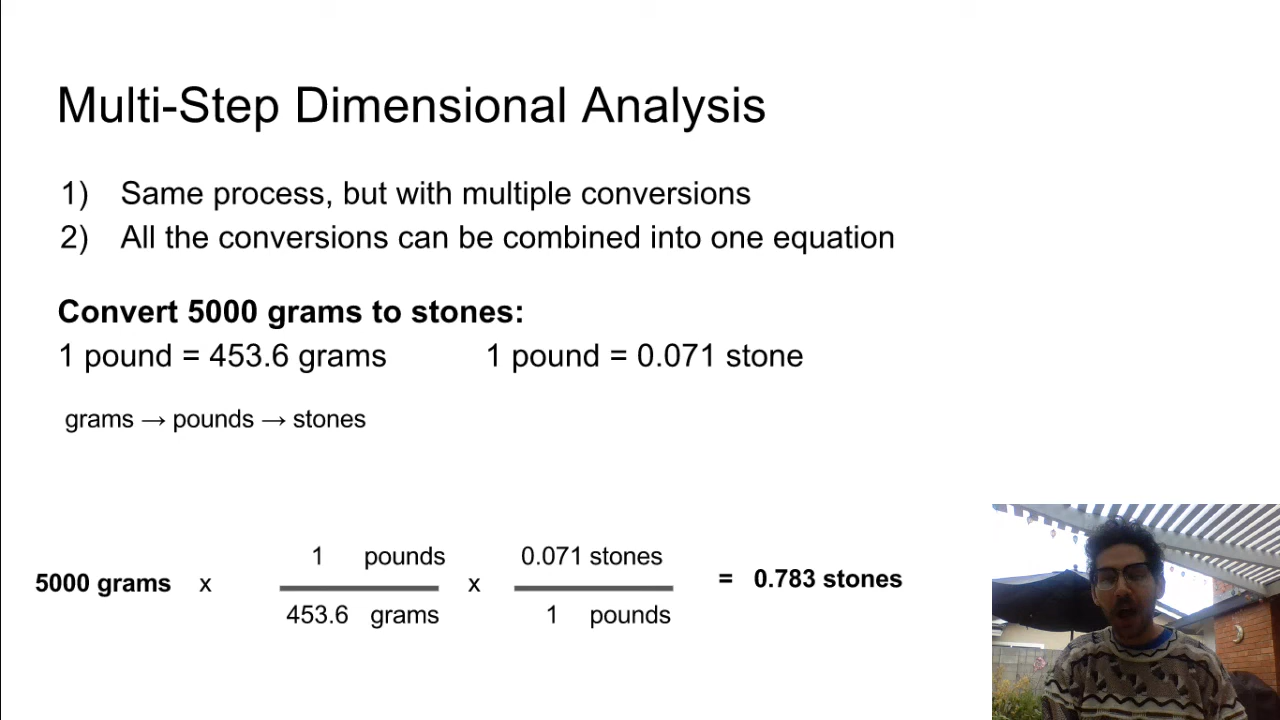 Multi-Step Dimensional Analysis
1) Same process, but with multiple conversions
2) All the conversions can be combined into one equation
Convert 5000 grams to stones:
1 pound = 453.6 grams 1 pound = 0.071 stone
grams → pounds → stones
1 pounds 0.071 stones
5000 grams x x = 0.783 stones
453.6 grams 1 pounds